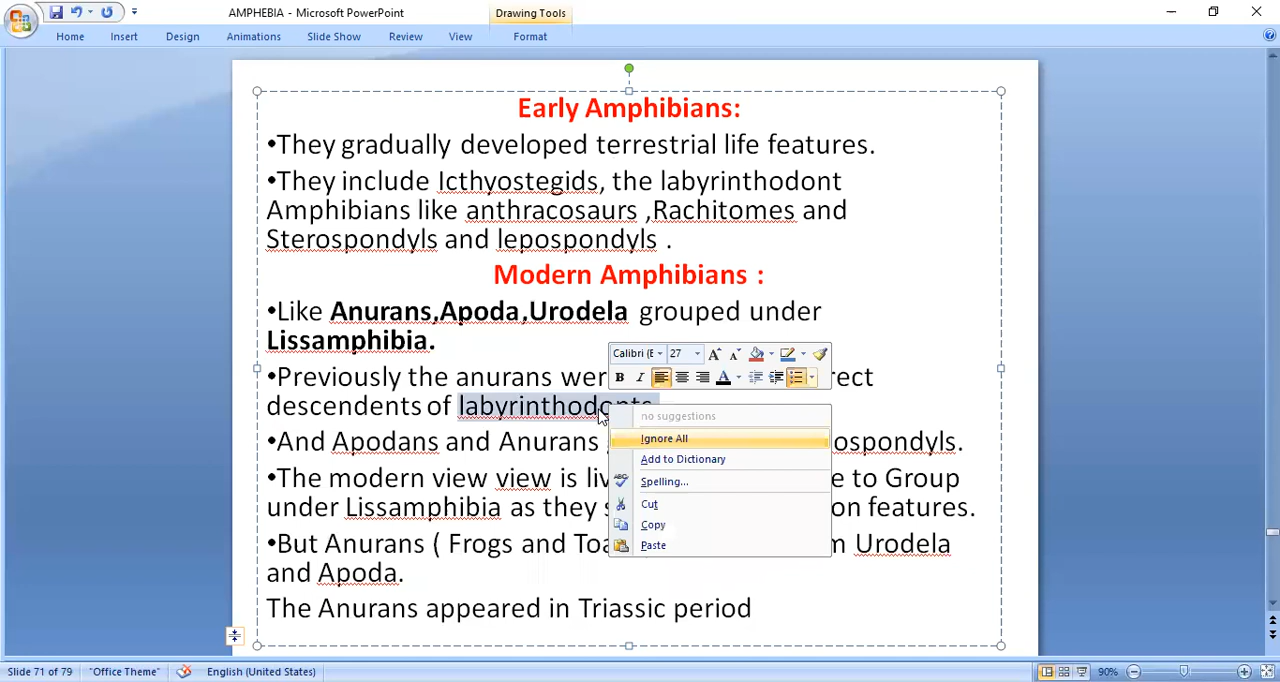 AMPHEBIA - Microsoft PowerPoint
Drawing Tools
Home Insert Design Animations Slide Show Review View Format
Early Amphibians:
•They gradually developed terrestrial life features.
•They include Icthyostegids, the labyrinthodont
Amphibians like anthracosaurs ,Rachitomes and
Sterospondyls and lepospondyls .
Modern Amphibians :
•Like Anurans,Apoda,Urodela grouped under
Lissamphibia.
Calibri (E 27
•Previously the anurans wer rect
descendents of labyrinthodonts
no suggestions
Ignore All
•And Apodans and Anurans ospondyls.
Add to Dictionary
•The modern view view is liv e to Group
Spelling...
under Lissamphibia as they s on features.
Cut
Copy
•But Anurans ( Frogs and Toa m Urodela
Paste
and Apoda.
The Anurans appeared in Triassic period
Slide 71 of 79 "Office Theme" English (United States) 90%